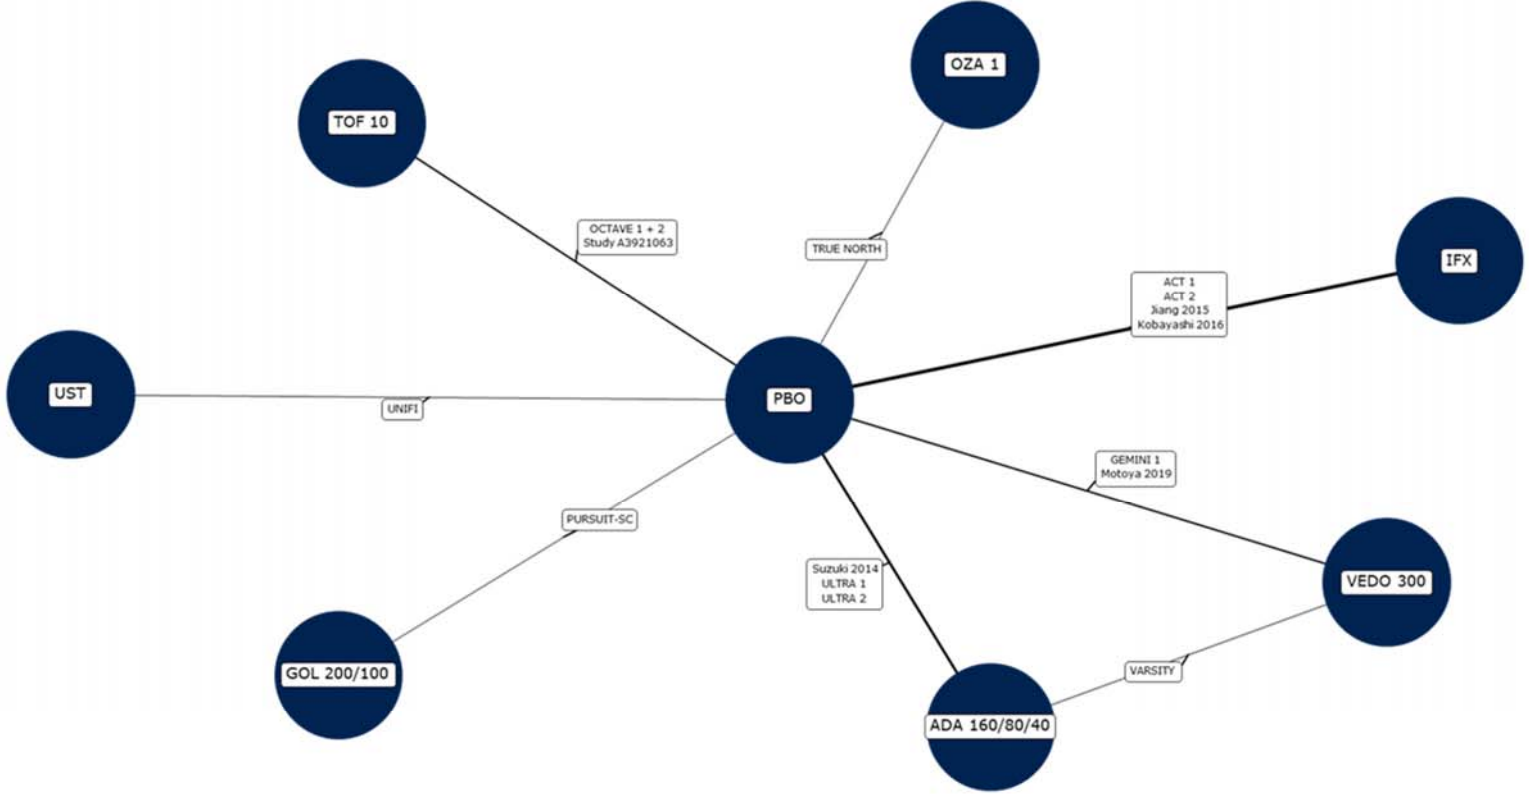 OZA 1
TOF 10
OCTAVE 1 + 2
Study A3921063
TRUE NORTH
IFX
ACT 1
ACT 2
Jiang 2015
Kobayashi 2016
UST
UNIFI
PBO
GEMINI 1
Motoya 2019
PURSUIT-SC
Suzuki 2014
ULTRA 1
ULTRA 2
VEDO 300
GOL 200/100
VARSITY
ADA 160/80/40